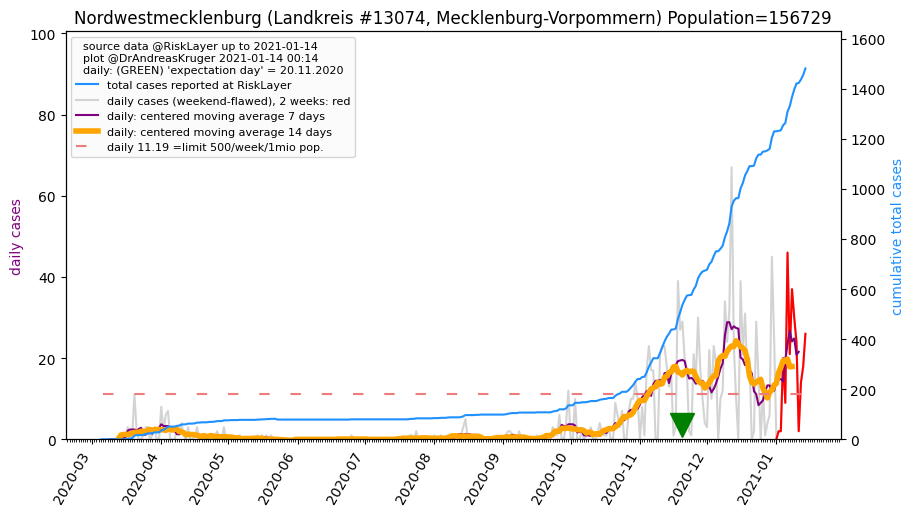 Nordwestmecklenburg (Landkreis #13074, Mecklenburg-Vorpommern) Population=156729
source data @RiskLayer up to 2021-01-14
plot @DrAndreasKruger 2021-01-14 00:14
daily: (GREEN) 'expectation day' = 20.11.2020
total cases reported at RiskLayer
daily cases (weekend-flawed), 2 weeks: red
daily: centered moving average 7 days
daily: centered moving average 14 days
daily 11.19 =limit 500/week/1mio pop.
daily cases
100
80
60
40
20
0
cumulative total cases
1600
1400
1200
1000
800
600
400
200
0
2020-03
2020-04
2020-05
2020-06
2020-07
2020-08
2020-09
2020-10
2020-11
2020-12
2021-01